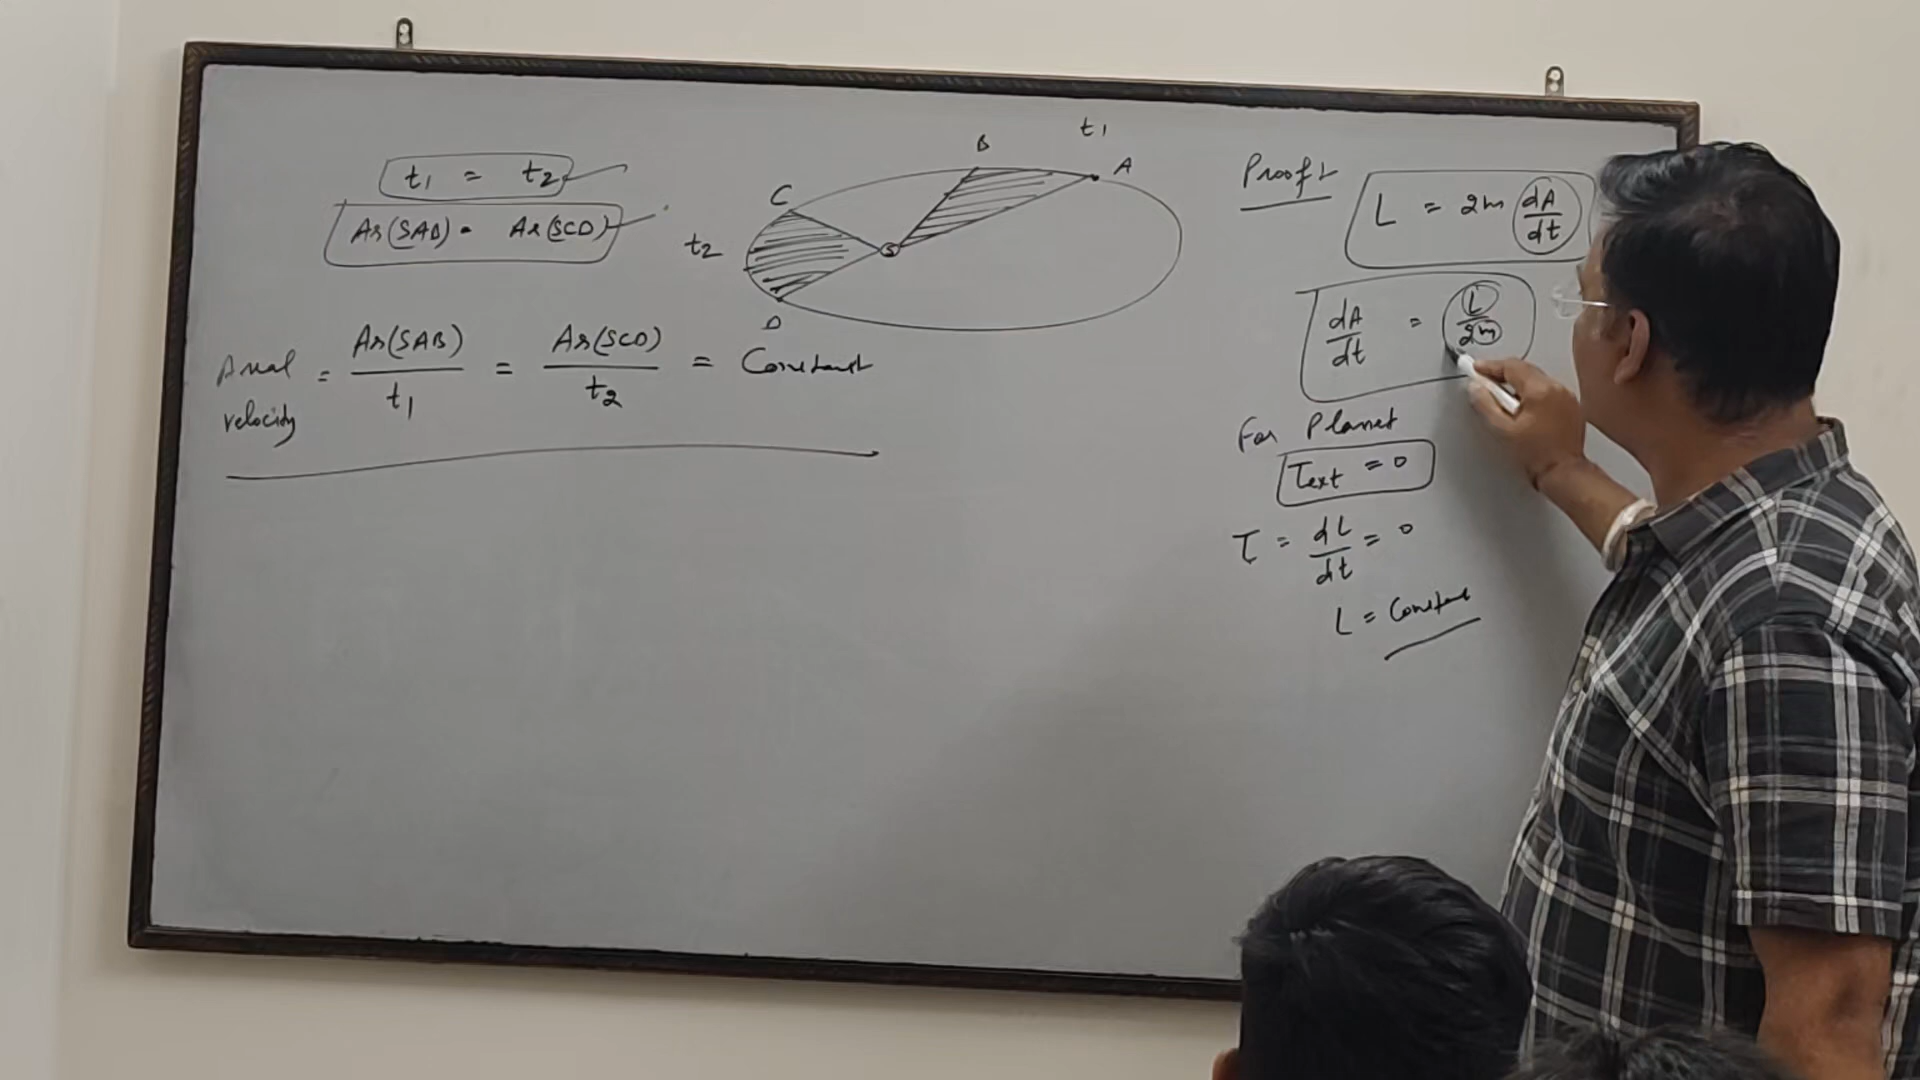 t1 = t2
Ar(SAB) = Ar(SCD)
Areal velocity = Ar(SAB)/t1 = Ar(SCD)/t2 = Constant
t1
B
A
C
S
t2
D
Proof :-
L = 2m dA/dt
dA/dt = L/2m
For Planet
τext = 0
τ = dL/dt = 0
L = Constant